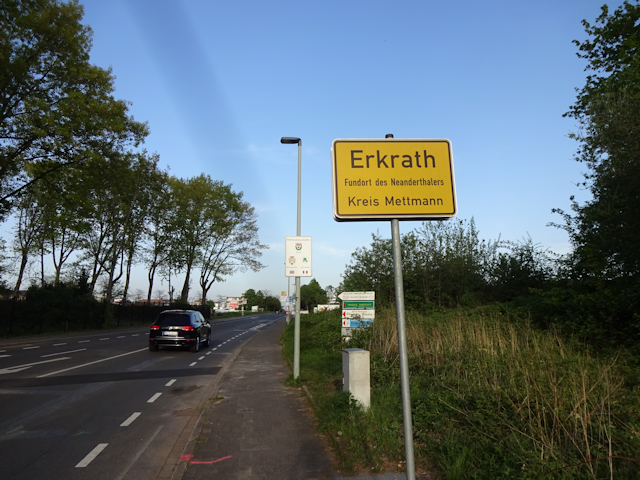 Erkrath
Fundort des Neanderthalers
Kreis Mettmann